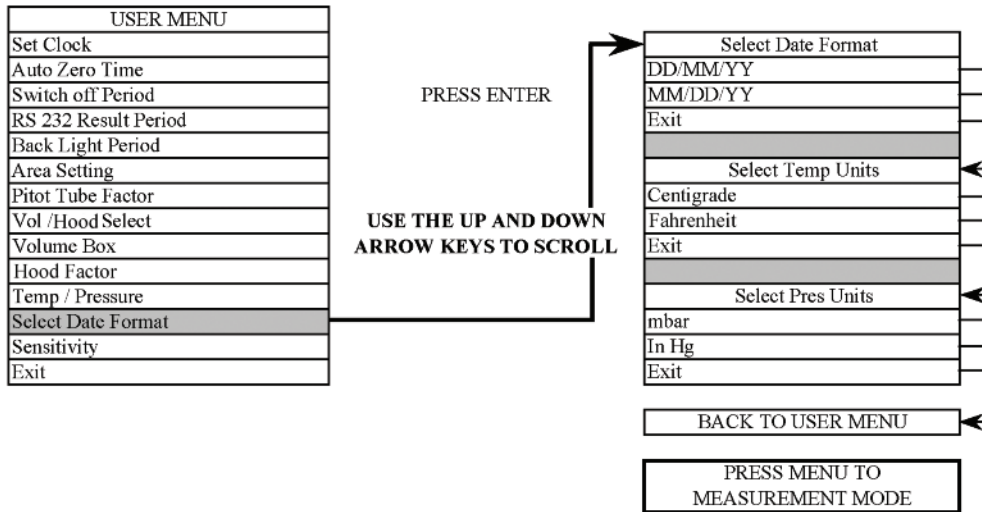 USER MENU
Set Clock
Auto Zero Time
Switch off Period
RS 232 Result Period
Back Light Period
Area Setting
Pitot Tube Factor
Vol /Hood Select
Volume Box
Hood Factor
Temp / Pressure
Select Date Format
Sensitivity
Exit
PRESS ENTER
USE THE UP AND DOWN
ARROW KEYS TO SCROLL
Select Date Format
DD/MM/YY
MM/DD/YY
Exit
Select Temp Units
Centigrade
Fahrenheit
Exit
Select Pres Units
mbar
In Hg
Exit
BACK TO USER MENU
PRESS MENU TO
MEASUREMENT MODE